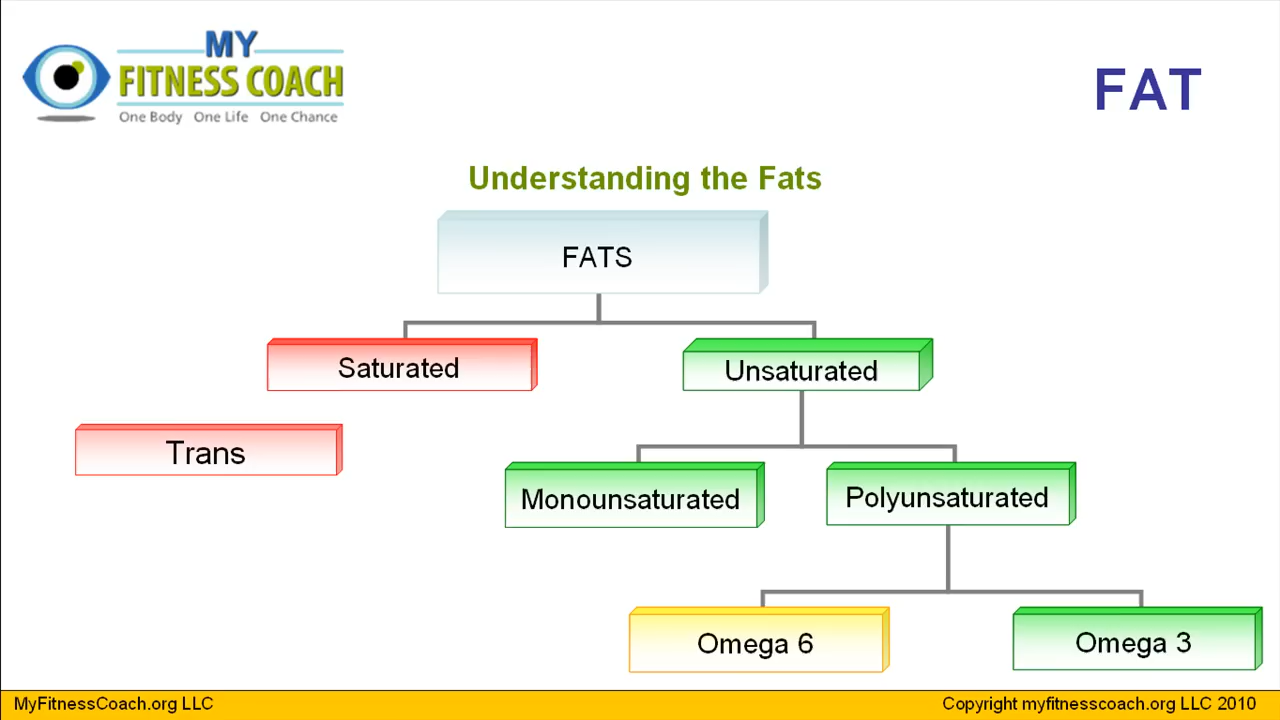 MY
FITNESS COACH
One Body One Life One Chance
FAT
Understanding the Fats
FATS
Saturated
Unsaturated
Trans
Monounsaturated
Polyunsaturated
Omega 6
Omega 3
MyFitnessCoach.org LLC
Copyright myfitnesscoach.org LLC 2010